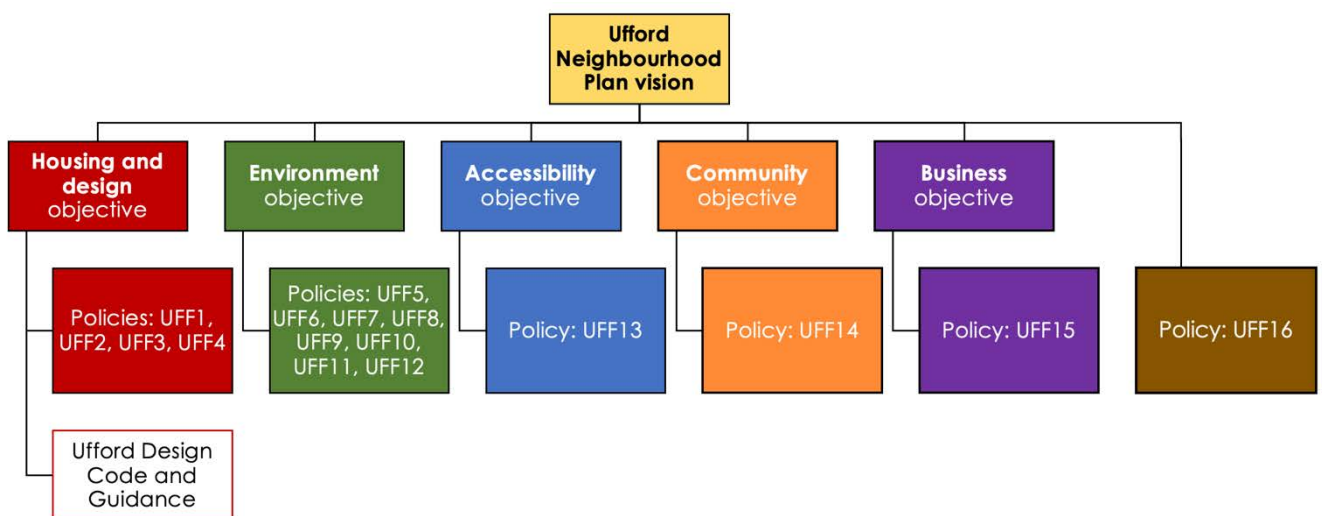 Ufford
Neighbourhood
Plan vision
Housing and
design
objective
Environment
objective
Accessibility
objective
Community
objective
Business
objective
Policies: UFF1,
UFF2, UFF3, UFF4
Policies: UFF5,
UFF6, UFF7, UFF8,
UFF9, UFF10,
UFF11, UFF12
Policy: UFF13
Policy: UFF14
Policy: UFF15
Policy: UFF16
Ufford Design
Code and
Guidance